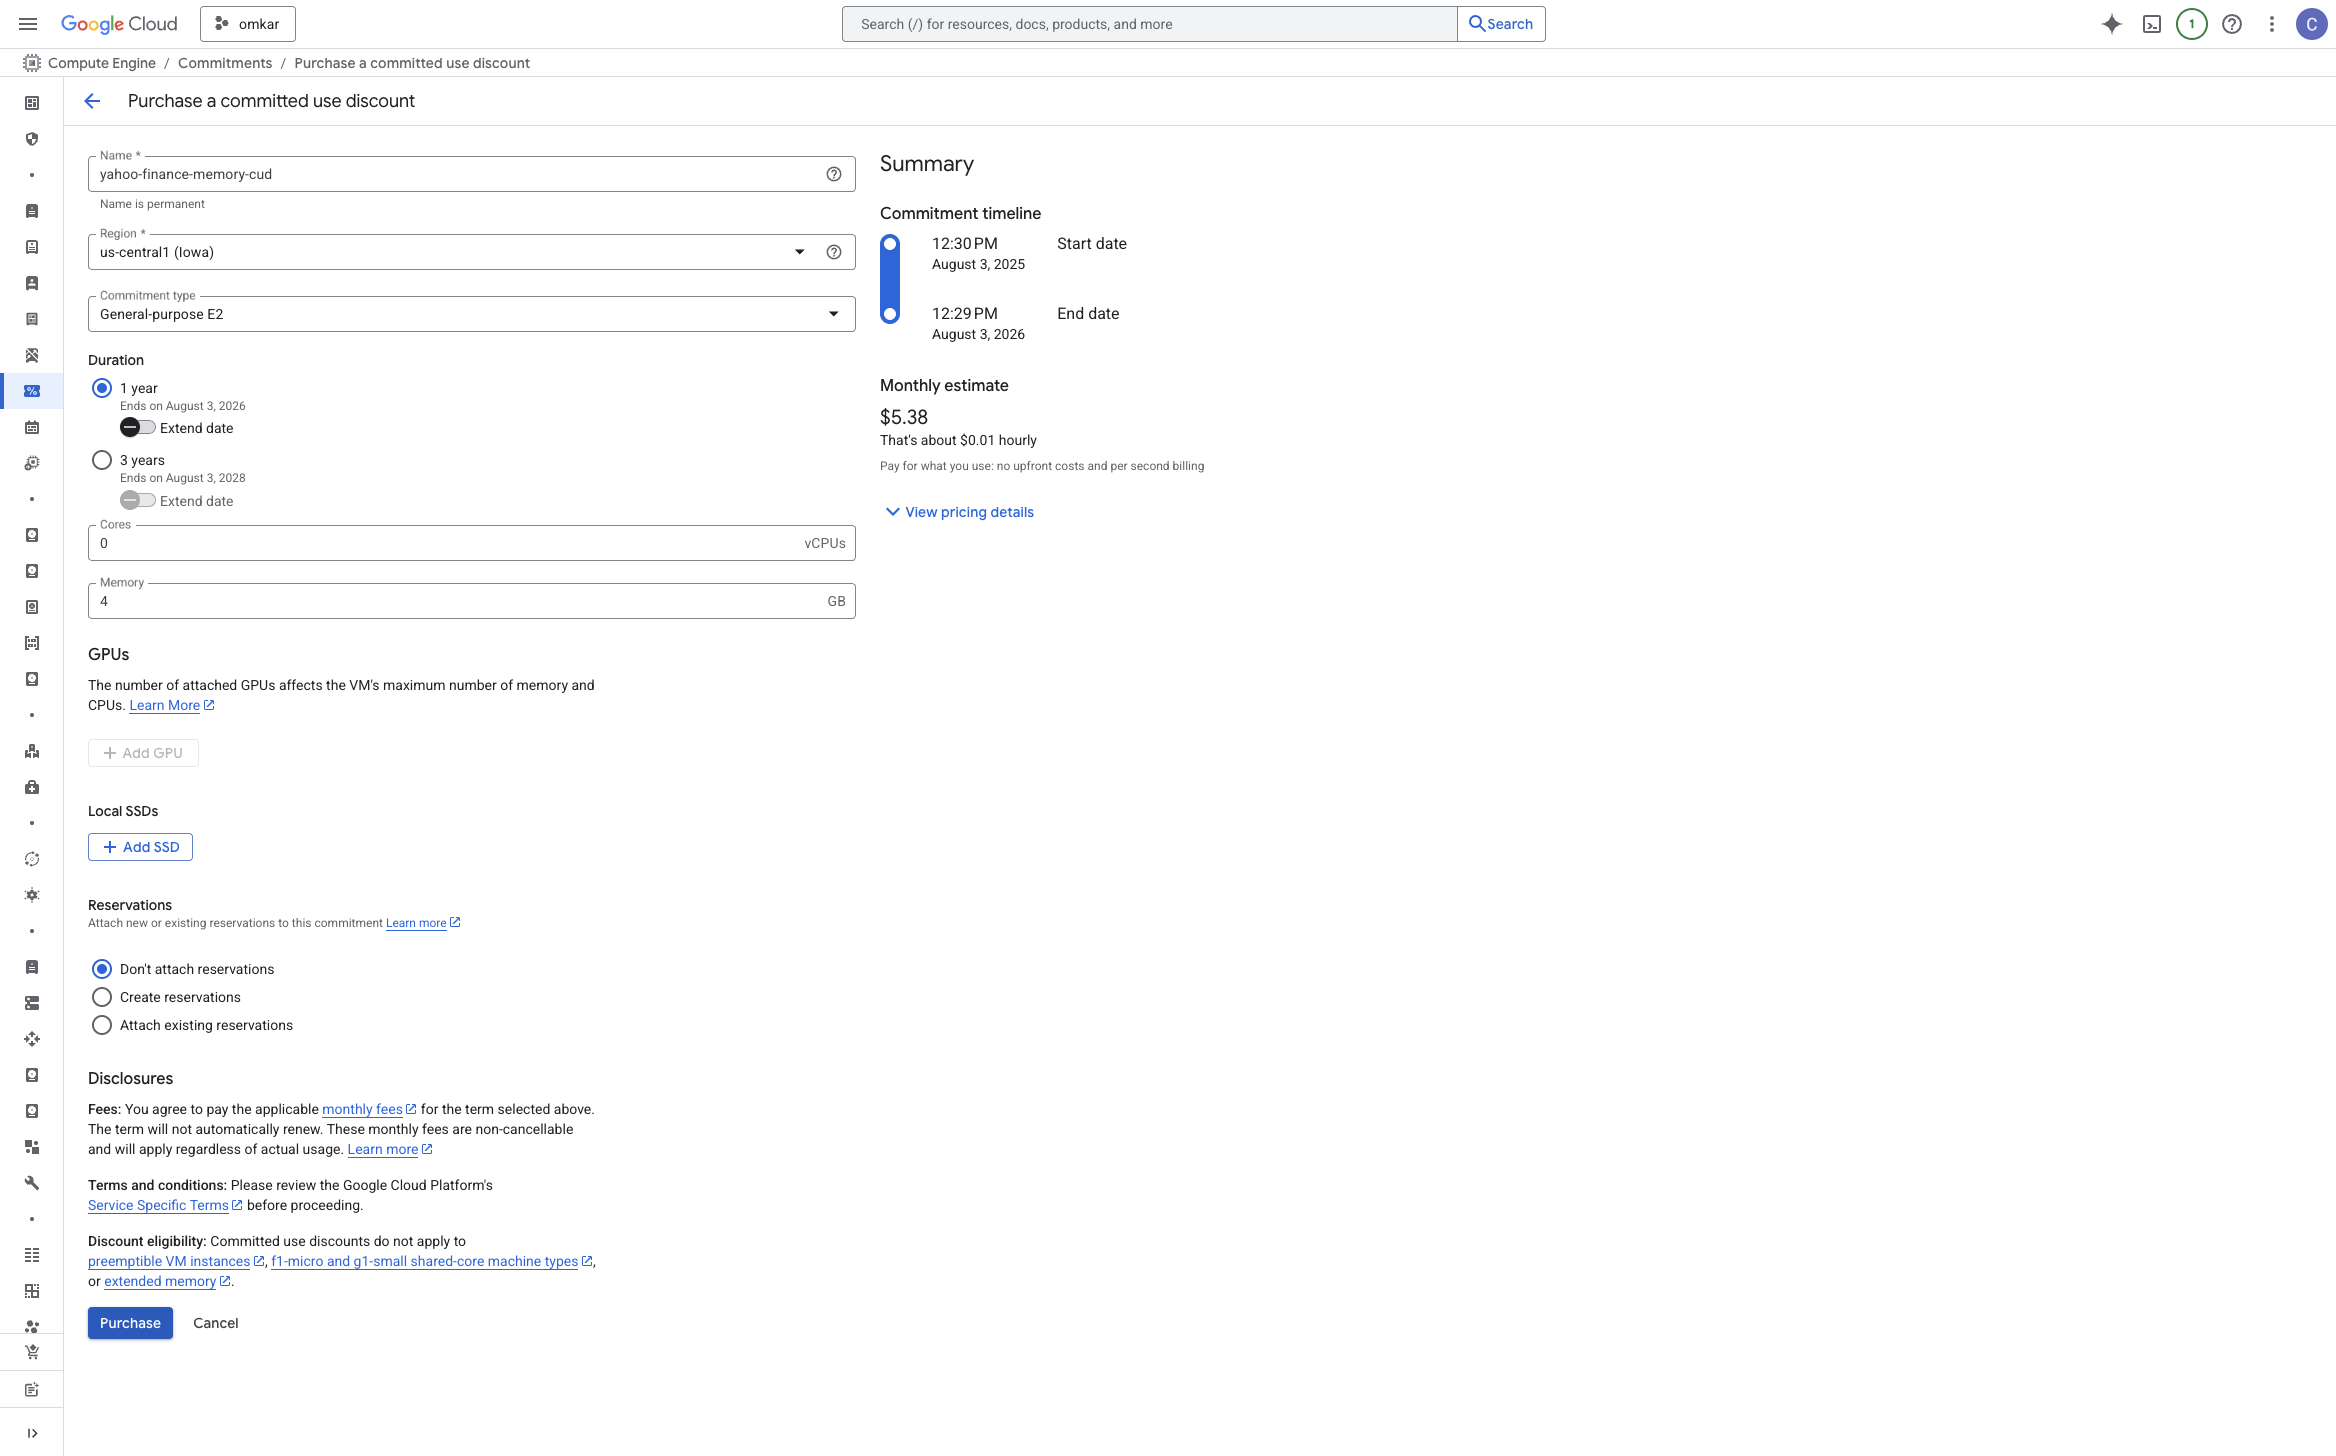 Google Cloud
omkar
Search (/) for resources, docs, products, and more
Search
1
C
Compute Engine / Commitments / Purchase a committed use discount
Purchase a committed use discount
Name *
yahoo-finance-memory-cud
Name is permanent
Region *
us-central1 (Iowa)
Commitment type
General-purpose E2
Duration
1 year
Ends on August 3, 2026
Extend date
3 years
Ends on August 3, 2028
Extend date
Cores
0 vCPUs
Memory
4 GB
GPUs
The number of attached GPUs affects the VM's maximum number of memory and
CPUs. Learn More
Add GPU
Local SSDs
Add SSD
Reservations
Attach new or existing reservations to this commitment Learn more
Don't attach reservations
Create reservations
Attach existing reservations
Disclosures
Fees: You agree to pay the applicable monthly fees for the term selected above.
The term will not automatically renew. These monthly fees are non-cancellable
and will apply regardless of actual usage. Learn more
Terms and conditions: Please review the Google Cloud Platform's
Service Specific Terms before proceeding.
Discount eligibility: Committed use discounts do not apply to
preemptible VM instances, f1-micro and g1-small shared-core machine types,
or extended memory.
Purchase
Cancel
Summary
Commitment timeline
12:30 PM Start date
August 3, 2025
12:29 PM End date
August 3, 2026
Monthly estimate
$5.38
That's about $0.01 hourly
Pay for what you use: no upfront costs and per second billing
View pricing details